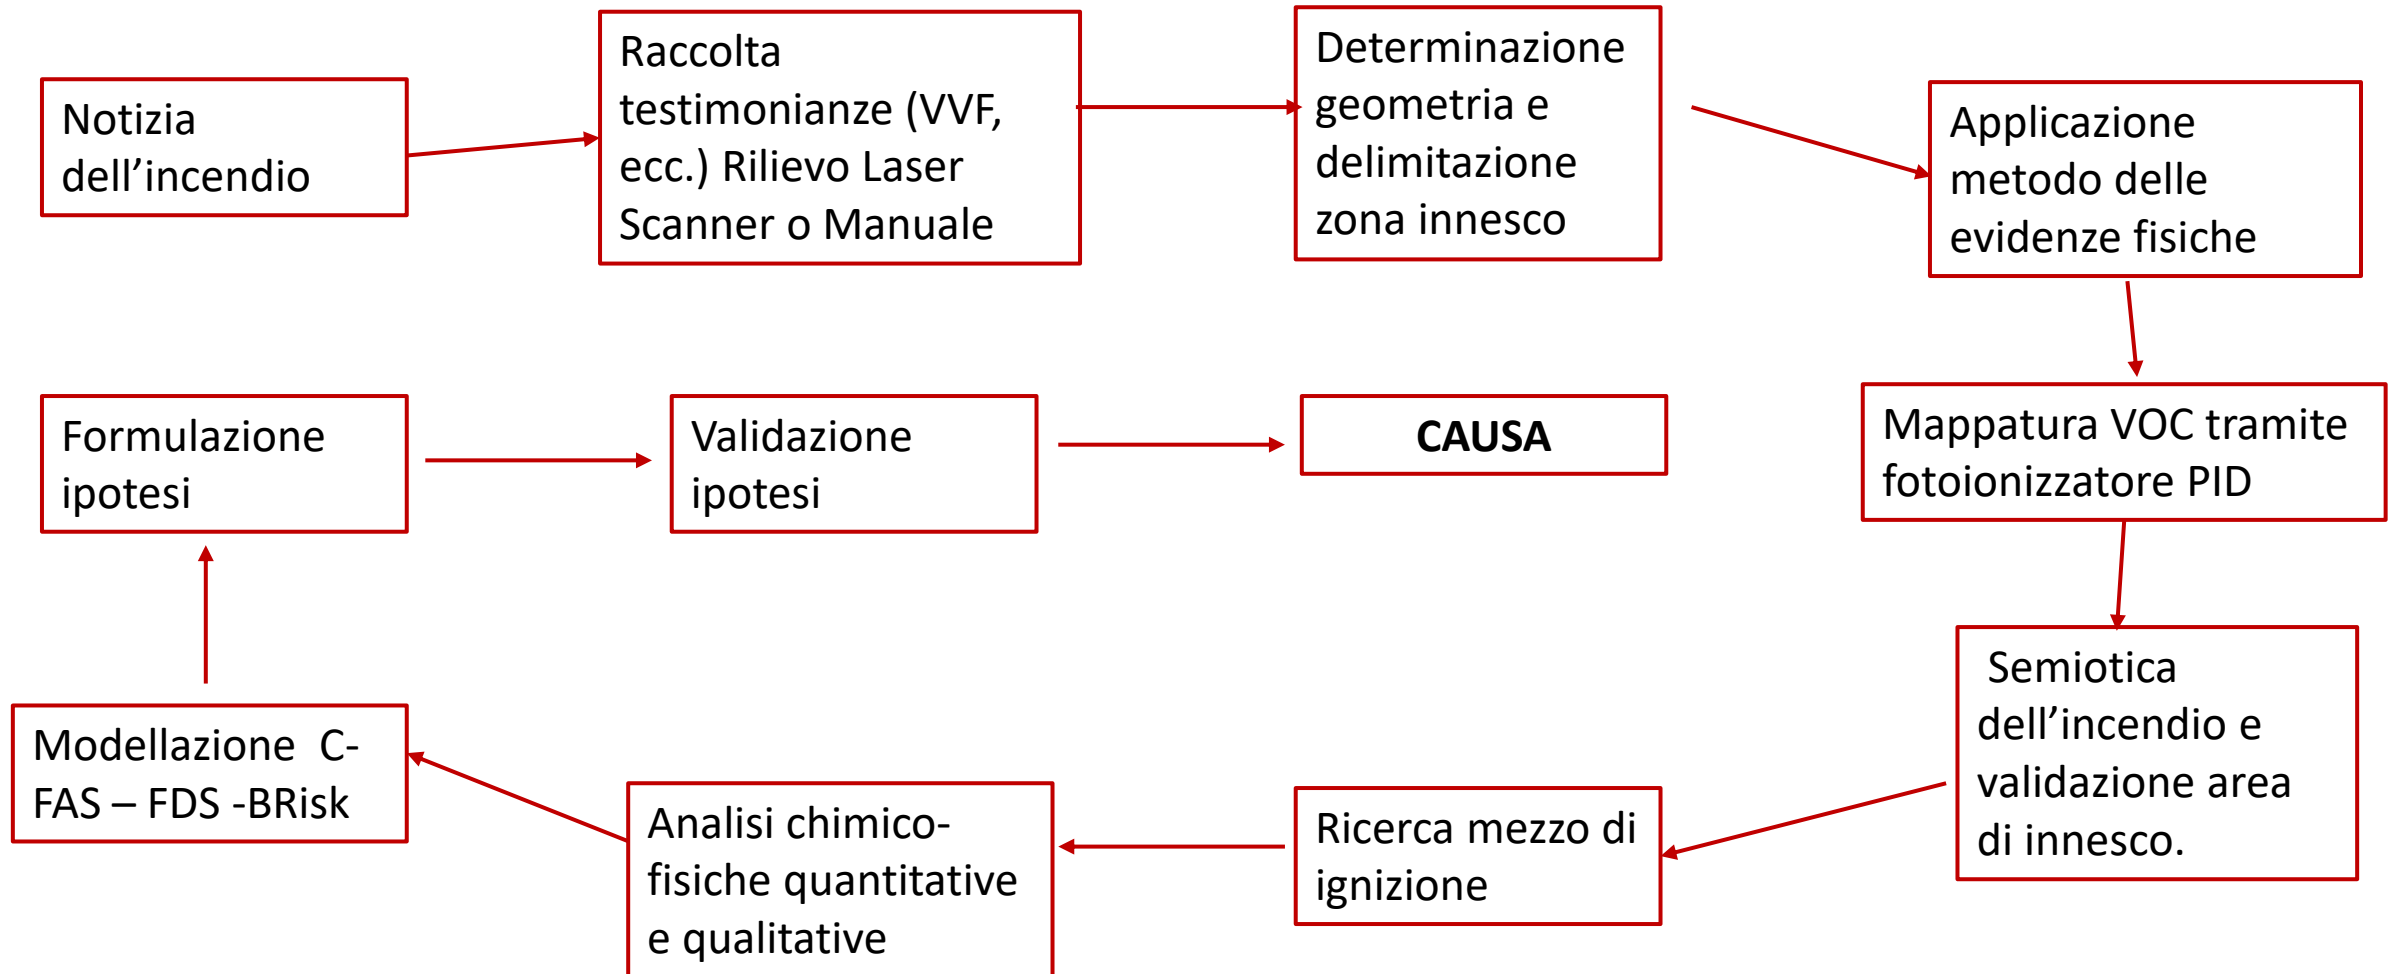 Notizia
dell’incendio
Raccolta
testimonianze (VVF,
ecc.) Rilievo Laser
Scanner o Manuale
Determinazione
geometria e
delimitazione
zona innesco
Applicazione
metodo delle
evidenze fisiche
Mappatura VOC tramite
fotoionizzatore PID
Semiotica
dell’incendio e
validazione area
di innesco.
Ricerca mezzo di
ignizione
Analisi chimico-
fisiche quantitative
e qualitative
Modellazione  C-
FAS – FDS -BRisk
Formulazione
ipotesi
Validazione
ipotesi
CAUSA